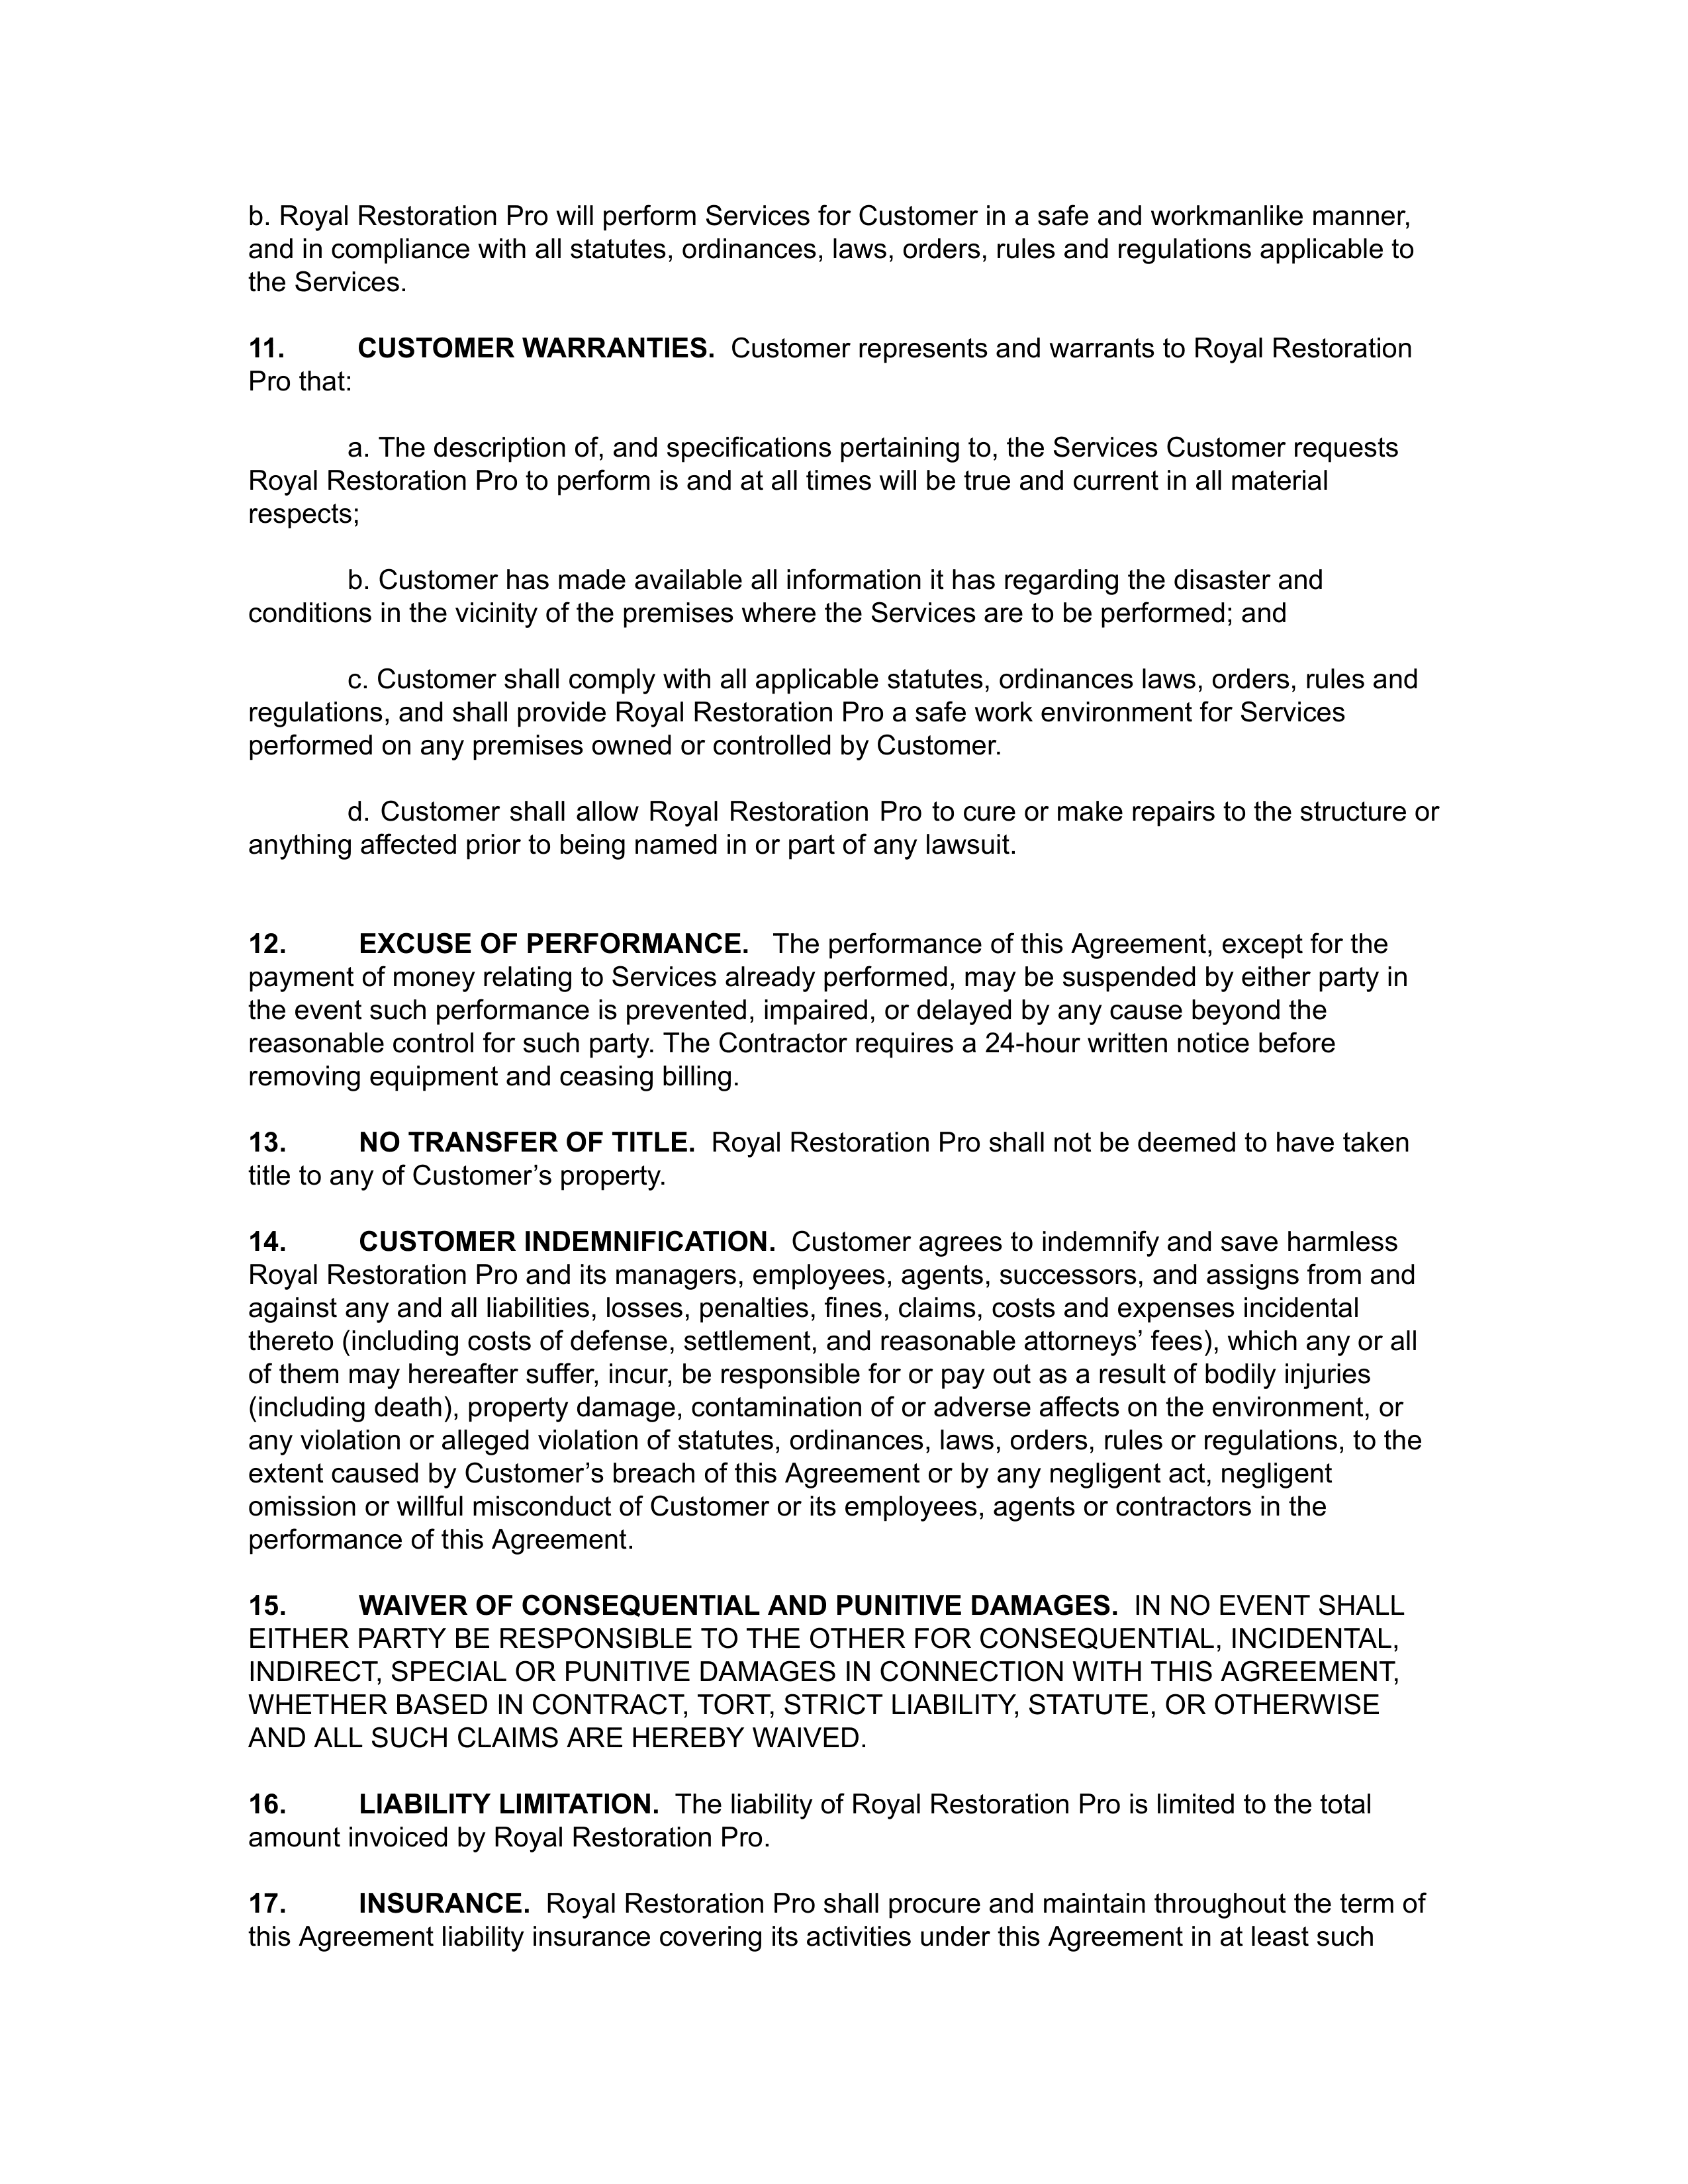 b. Royal Restoration Pro will perform Services for Customer in a safe and workmanlike manner,
and in compliance with all statutes, ordinances, laws, orders, rules and regulations applicable to
the Services.
11. CUSTOMER WARRANTIES. Customer represents and warrants to Royal Restoration
Pro that:
a. The description of, and specifications pertaining to, the Services Customer requests
Royal Restoration Pro to perform is and at all times will be true and current in all material
respects;
b. Customer has made available all information it has regarding the disaster and
conditions in the vicinity of the premises where the Services are to be performed; and
c. Customer shall comply with all applicable statutes, ordinances laws, orders, rules and
regulations, and shall provide Royal Restoration Pro a safe work environment for Services
performed on any premises owned or controlled by Customer.
d. Customer shall allow Royal Restoration Pro to cure or make repairs to the structure or
anything affected prior to being named in or part of any lawsuit.
12. EXCUSE OF PERFORMANCE. The performance of this Agreement, except for the
payment of money relating to Services already performed, may be suspended by either party in
the event such performance is prevented, impaired, or delayed by any cause beyond the
reasonable control for such party. The Contractor requires a 24-hour written notice before
removing equipment and ceasing billing.
13. NO TRANSFER OF TITLE. Royal Restoration Pro shall not be deemed to have taken
title to any of Customer’s property.
14. CUSTOMER INDEMNIFICATION. Customer agrees to indemnify and save harmless
Royal Restoration Pro and its managers, employees, agents, successors, and assigns from and
against any and all liabilities, losses, penalties, fines, claims, costs and expenses incidental
thereto (including costs of defense, settlement, and reasonable attorneys’ fees), which any or all
of them may hereafter suffer, incur, be responsible for or pay out as a result of bodily injuries
(including death), property damage, contamination of or adverse affects on the environment, or
any violation or alleged violation of statutes, ordinances, laws, orders, rules or regulations, to the
extent caused by Customer’s breach of this Agreement or by any negligent act, negligent
omission or willful misconduct of Customer or its employees, agents or contractors in the
performance of this Agreement.
15. WAIVER OF CONSEQUENTIAL AND PUNITIVE DAMAGES. IN NO EVENT SHALL
EITHER PARTY BE RESPONSIBLE TO THE OTHER FOR CONSEQUENTIAL, INCIDENTAL,
INDIRECT, SPECIAL OR PUNITIVE DAMAGES IN CONNECTION WITH THIS AGREEMENT,
WHETHER BASED IN CONTRACT, TORT, STRICT LIABILITY, STATUTE, OR OTHERWISE
AND ALL SUCH CLAIMS ARE HEREBY WAIVED.
16. LIABILITY LIMITATION. The liability of Royal Restoration Pro is limited to the total
amount invoiced by Royal Restoration Pro.
17. INSURANCE. Royal Restoration Pro shall procure and maintain throughout the term of
this Agreement liability insurance covering its activities under this Agreement in at least such